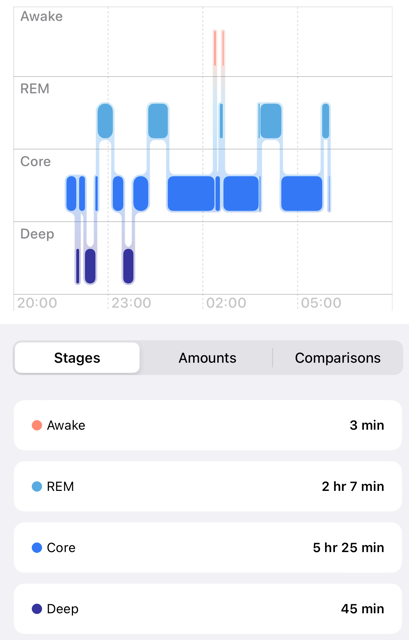 Awake
REM
Core
Deep
20:00 23:00 02:00 05:00
Stages Amounts Comparisons
Awake 3 min
REM 2 hr 7 min
Core 5 hr 25 min
Deep 45 min